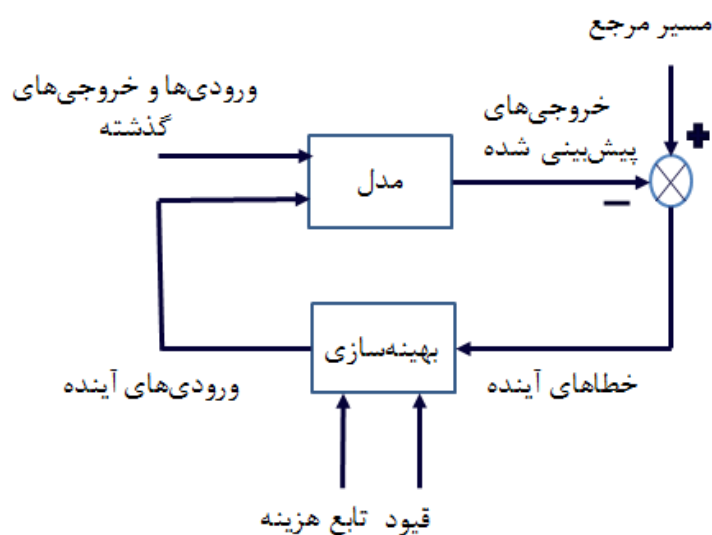 مسیر مرجع
ورودی‌ها و خروجی‌های
گذشته
خروجی‌های
پیش‌بینی شده
+
مدل
−
بهینه‌سازی
خطاهای آینده
ورودی‌های آینده
قیود
تابع هزینه